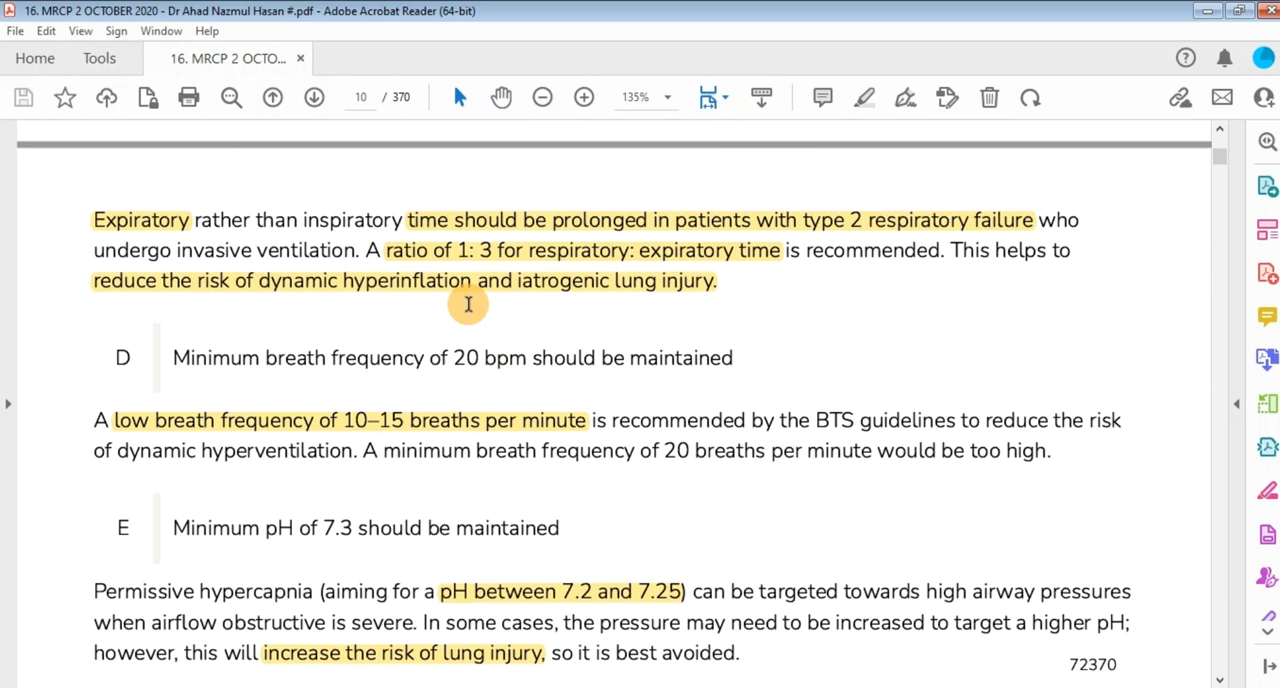 16. MRCP 2 OCTOBER 2020 - Dr Ahad Nazmul Hasan #.pdf - Adobe Acrobat Reader (64-bit)
File Edit View Sign Window Help
Home Tools 16. MRCP 2 OCTO... ×
10 / 370 135%
Expiratory rather than inspiratory time should be prolonged in patients with type 2 respiratory failure who
undergo invasive ventilation. A ratio of 1: 3 for respiratory: expiratory time is recommended. This helps to
reduce the risk of dynamic hyperinflation and iatrogenic lung injury.
D Minimum breath frequency of 20 bpm should be maintained
A low breath frequency of 10–15 breaths per minute is recommended by the BTS guidelines to reduce the risk
of dynamic hyperventilation. A minimum breath frequency of 20 breaths per minute would be too high.
E Minimum pH of 7.3 should be maintained
Permissive hypercapnia (aiming for a pH between 7.2 and 7.25) can be targeted towards high airway pressures
when airflow obstructive is severe. In some cases, the pressure may need to be increased to target a higher pH;
however, this will increase the risk of lung injury, so it is best avoided.
72370